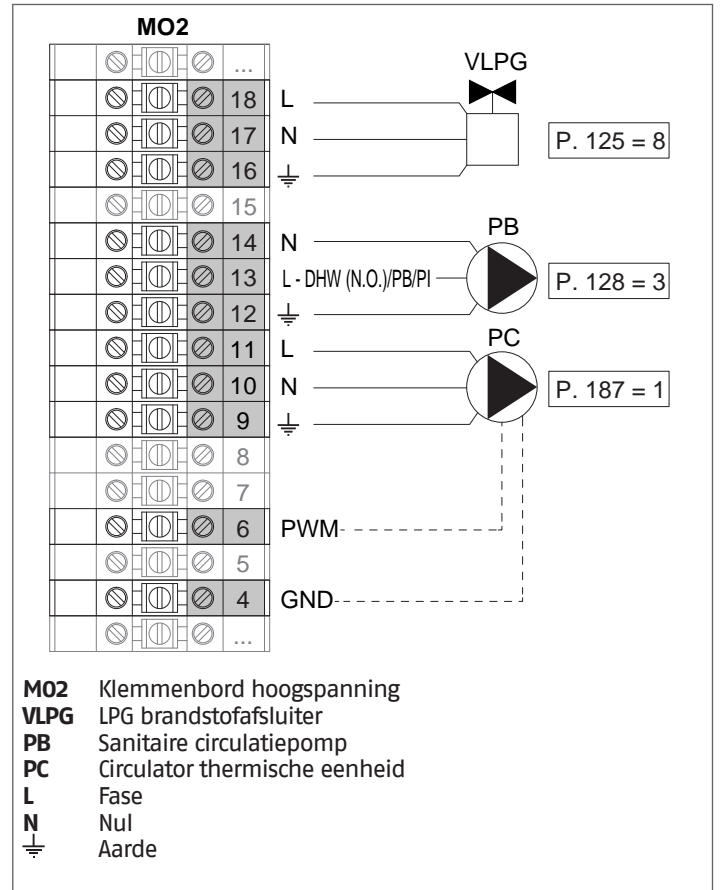 MO2
...
VLPG
18 L
17 N P. 125 = 8
16 ⏚
15
PB
14 N
13 L - DHW (N.O.)/PB/PI P. 128 = 3
12 ⏚
PC
11 L
10 N P. 187 = 1
9 ⏚
8
7
6 PWM
5
4 GND
...
M02 Klemmenbord hoogspanning
VLPG LPG brandstofafsluiter
PB Sanitaire circulatiepomp
PC Circulator thermische eenheid
L Fase
N Nul
⏚ Aarde